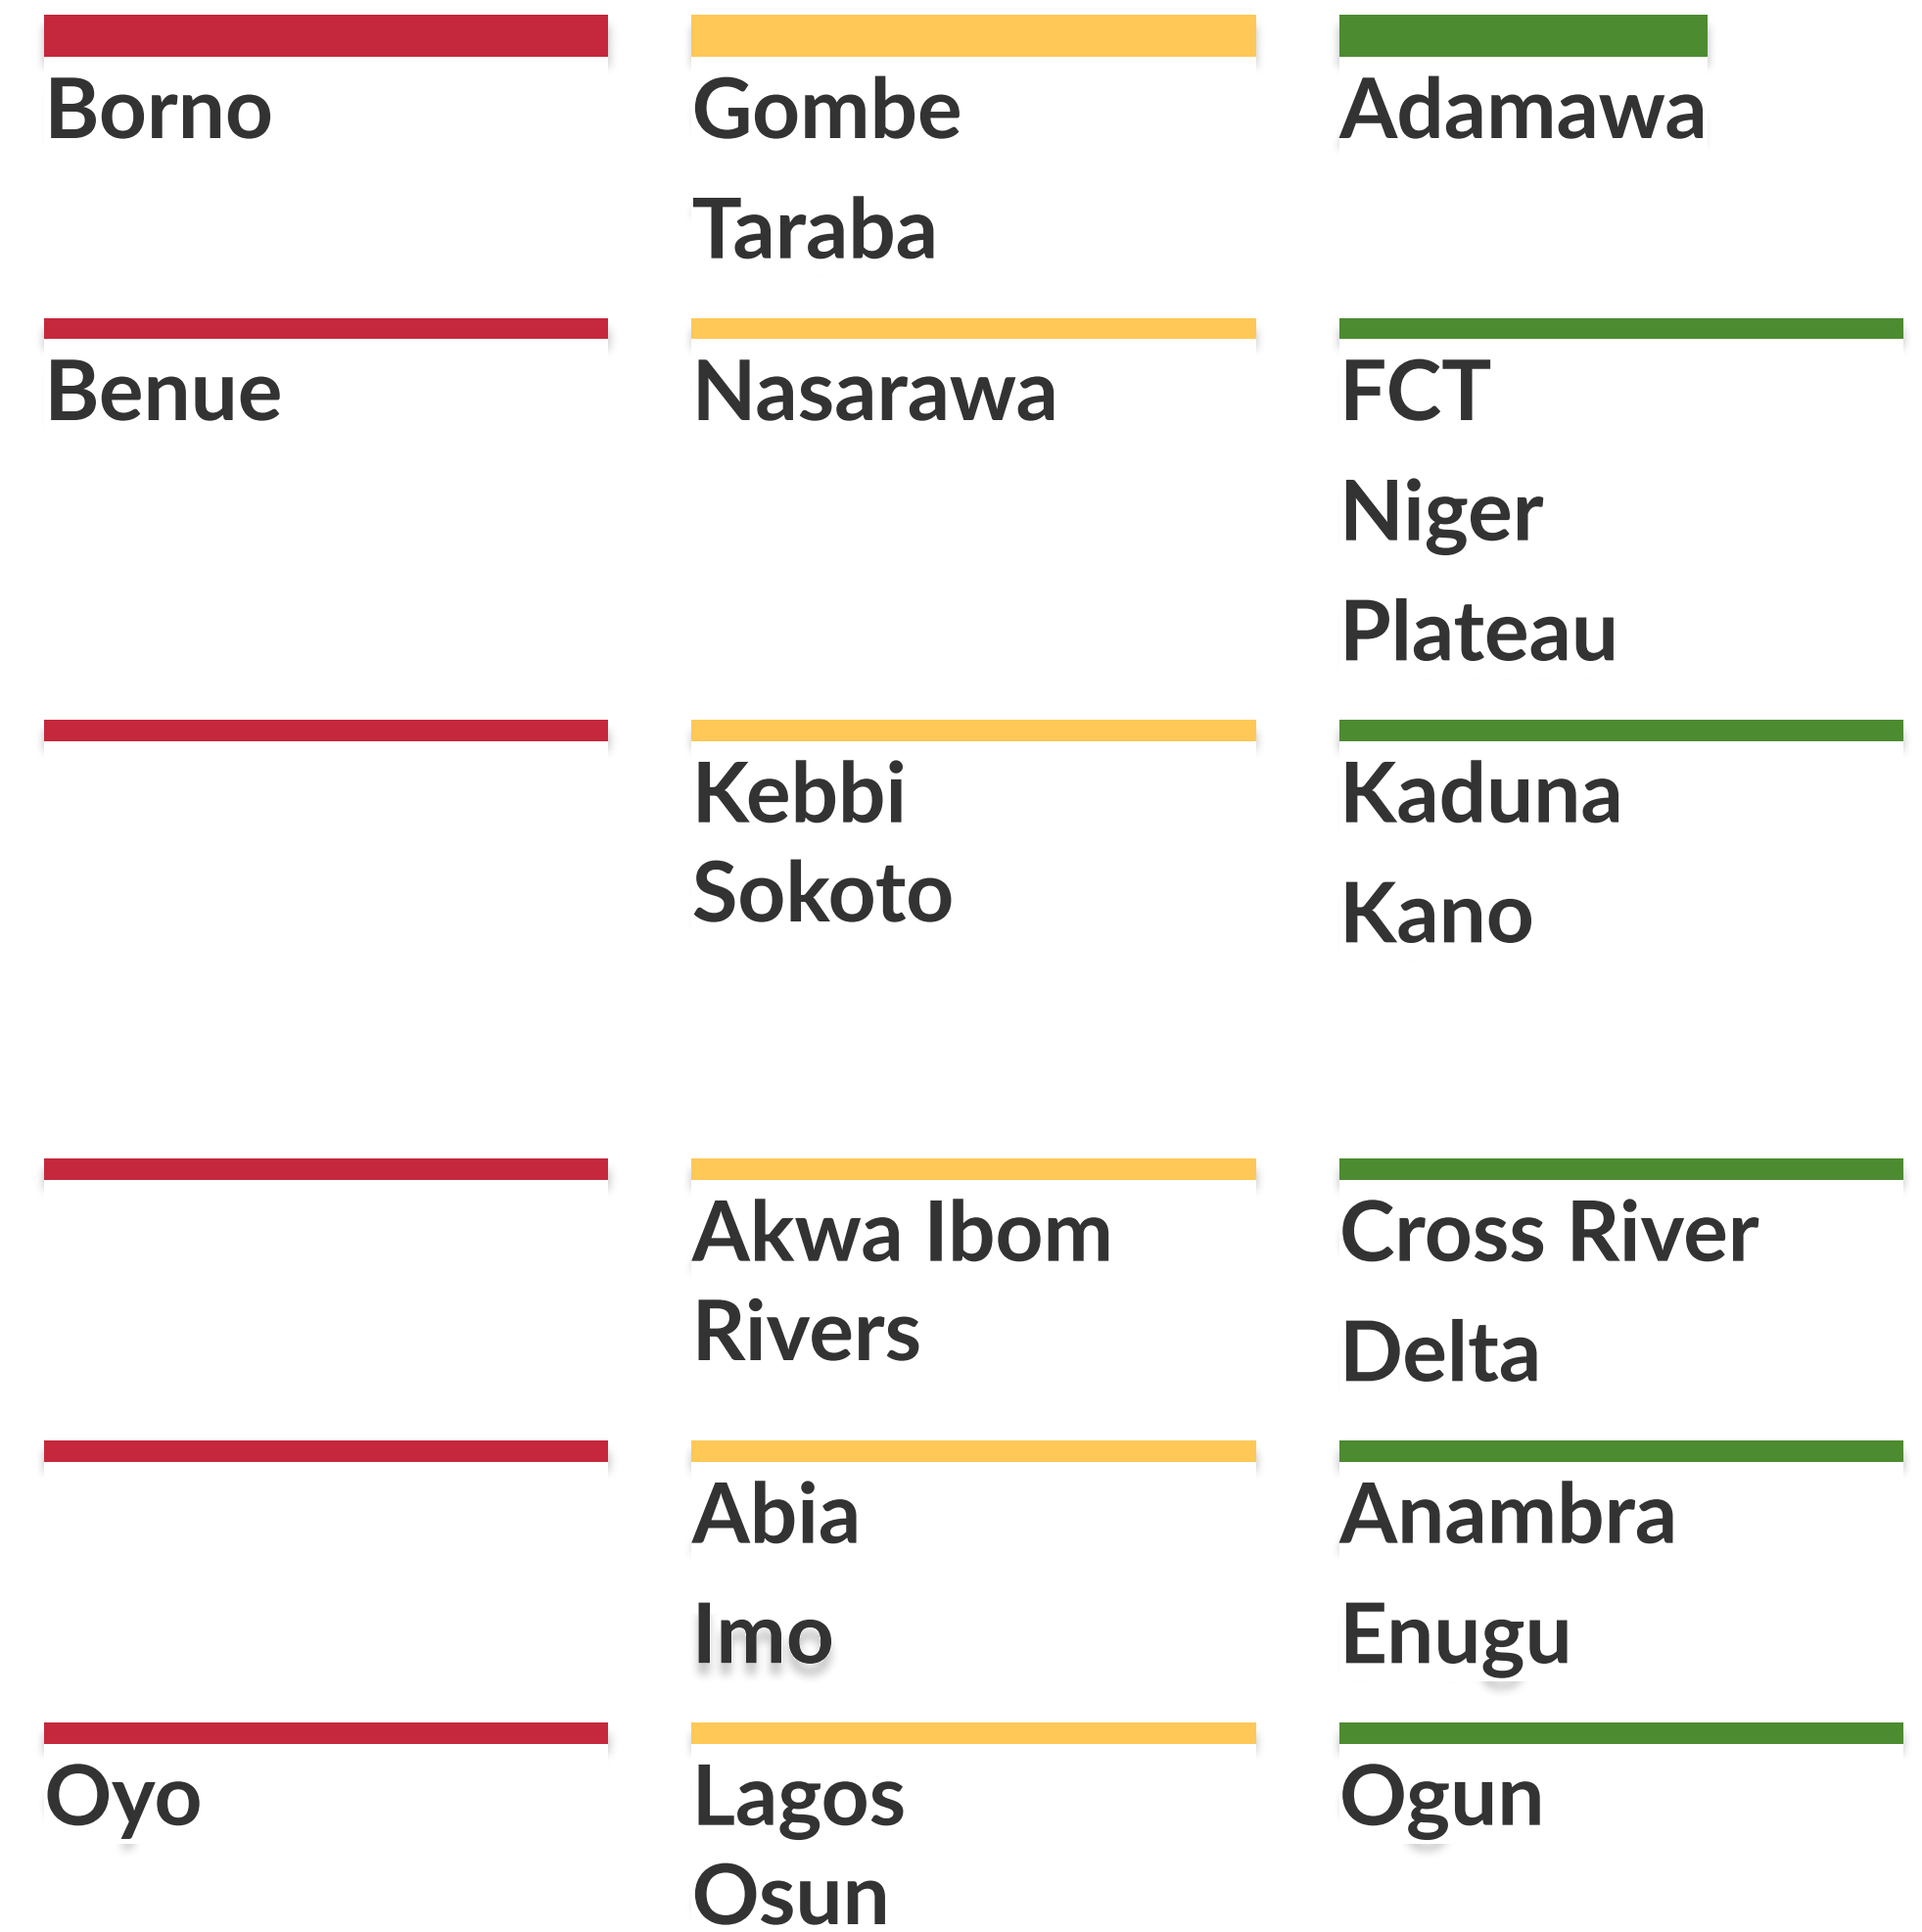 Borno
Gombe
Taraba
Adamawa
Benue
Nasarawa
FCT
Niger
Plateau
Kebbi
Sokoto
Kaduna
Kano
Akwa Ibom
Rivers
Cross River
Delta
Abia
Imo
Anambra
Enugu
Oyo
Lagos
Osun
Ogun